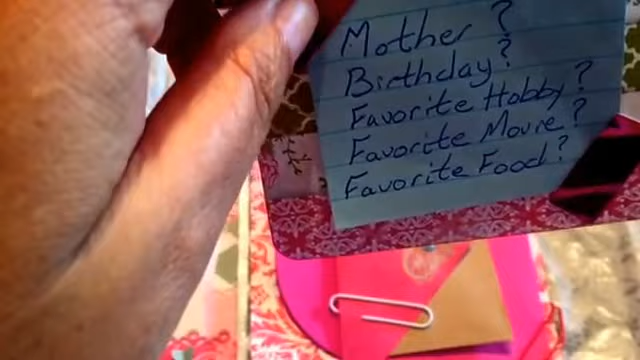 Mother ?
Birthday ?
Favorite Hobby ?
Favorite Movie ?
Favorite Food ?